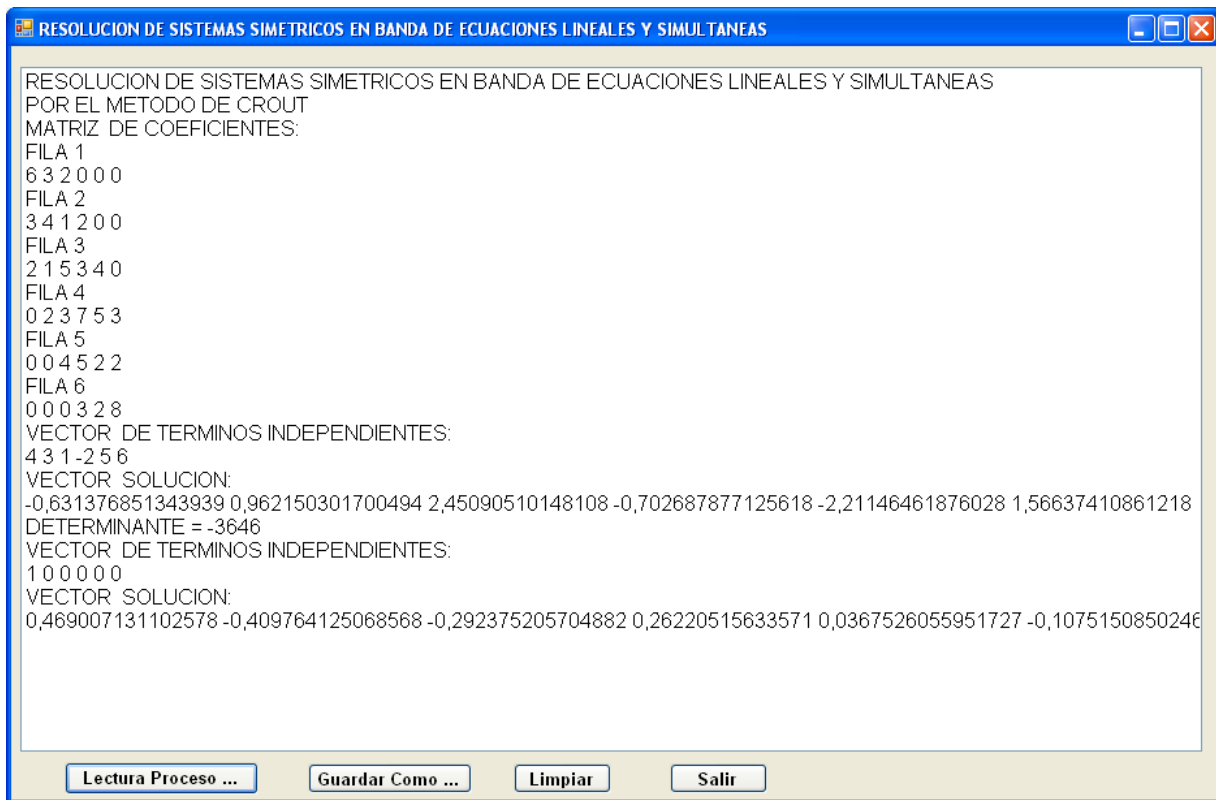 RESOLUCION DE SISTEMAS SIMETRICOS EN BANDA DE ECUACIONES LINEALES Y SIMULTANEAS
RESOLUCION DE SISTEMAS SIMETRICOS EN BANDA DE ECUACIONES LINEALES Y SIMULTANEAS
POR EL METODO DE CROUT
MATRIZ DE COEFICIENTES:
FILA 1
6 3 2 0 0 0
FILA 2
3 4 1 2 0 0
FILA 3
2 1 5 3 4 0
FILA 4
0 2 3 7 5 3
FILA 5
0 0 4 5 2 2
FILA 6
0 0 0 3 2 8
VECTOR DE TERMINOS INDEPENDIENTES:
4 3 1 -2 5 6
VECTOR SOLUCION:
-0,631376851343939 0,962150301700494 2,45090510148108 -0,702687877125618 -2,21146461876028 1,56637410861218
DETERMINANTE = -3646
VECTOR DE TERMINOS INDEPENDIENTES:
1 0 0 0 0 0
VECTOR SOLUCION:
0,469007131102578 -0,409764125068568 -0,292375205704882 0,26220515633571 0,0367526055951727 -0,1075150850246
Lectura Proceso ... Guardar Como ... Limpiar Salir